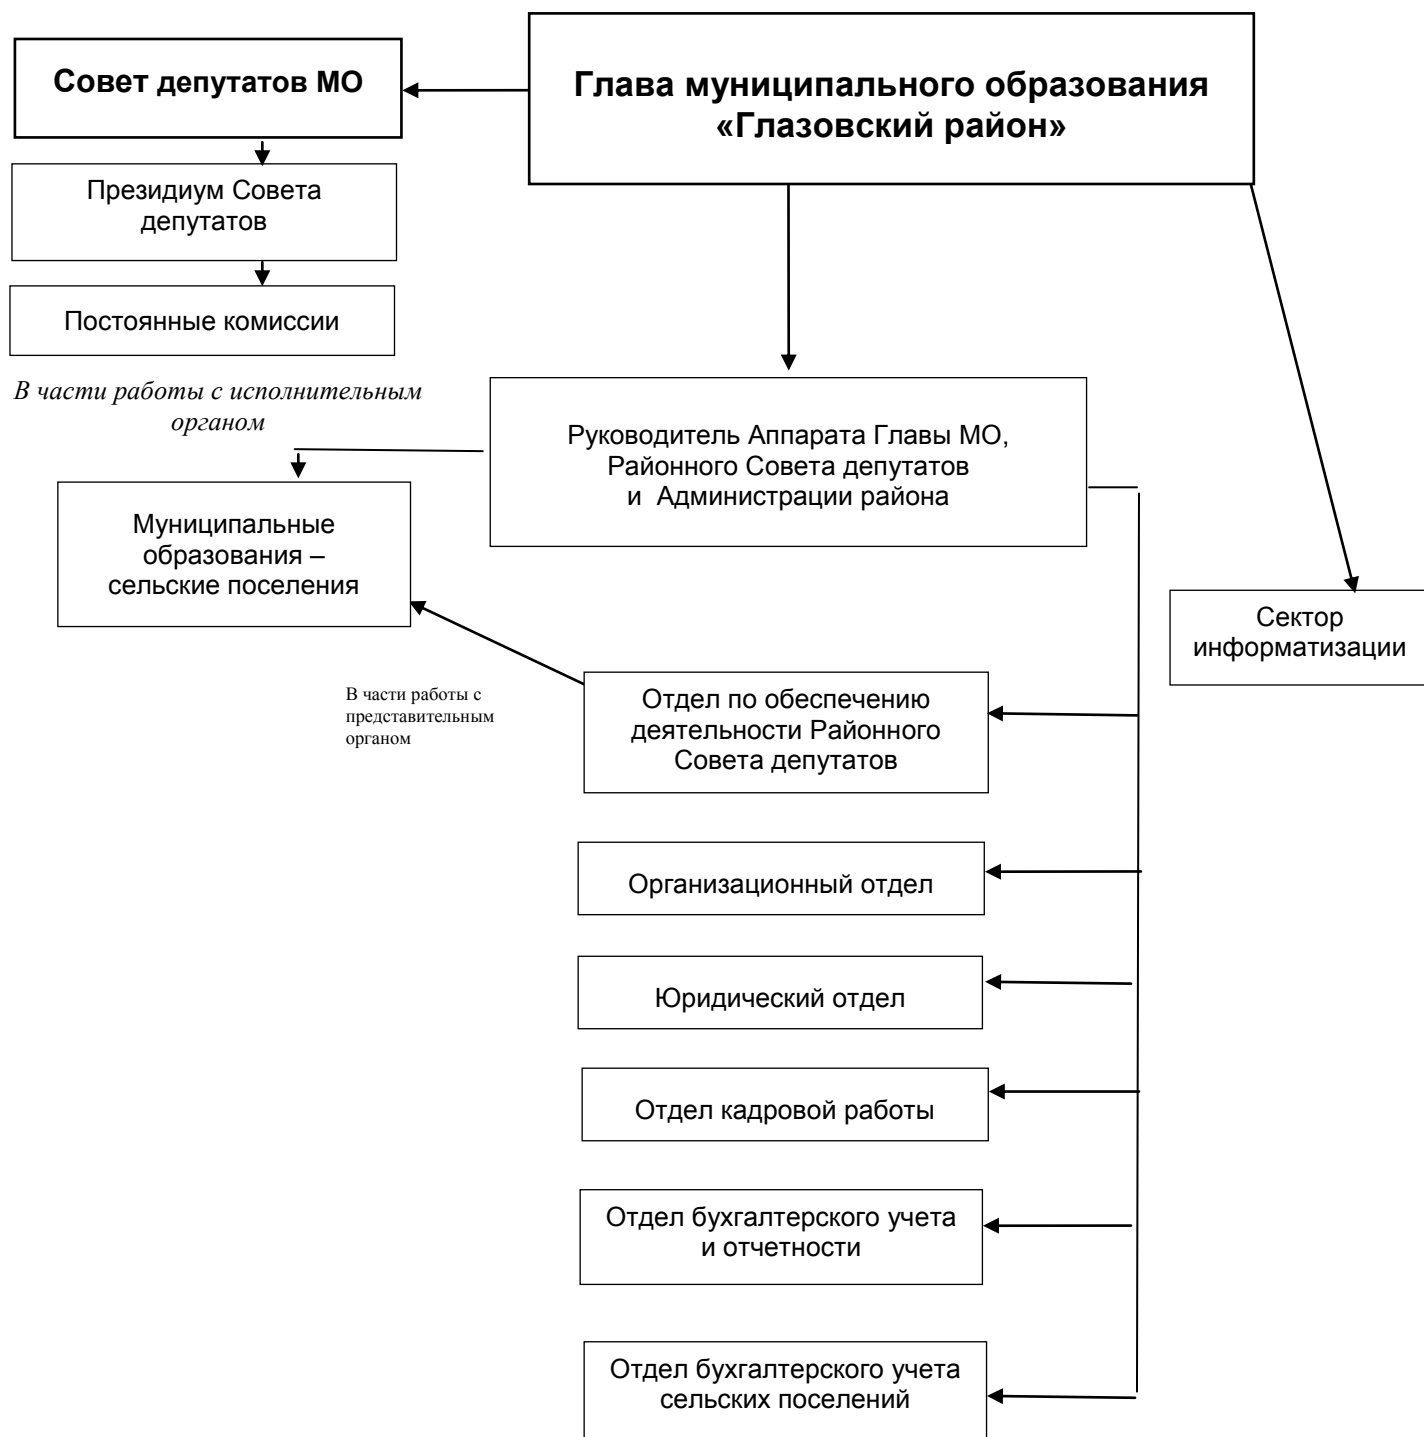 Совет депутатов МО
Глава муниципального образования
«Глазовский район»
Президиум Совета
депутатов
Постоянные комиссии
В части работы с исполнительным
органом
Руководитель Аппарата Главы МО,
Районного Совета депутатов
и Администрации района
Муниципальные
образования –
сельские поселения
Сектор
информатизации
В части работы с
представительным
органом
Отдел по обеспечению
деятельности Районного
Совета депутатов
Организационный отдел
Юридический отдел
Отдел кадровой работы
Отдел бухгалтерского учета
и отчетности
Отдел бухгалтерского учета
сельских поселений